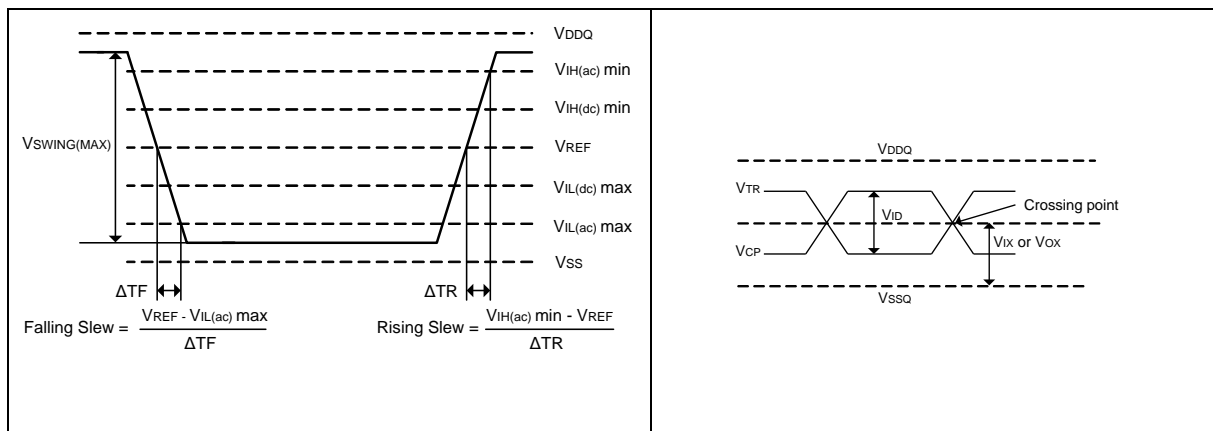 VDDQ
VIH(ac) min
VIH(dc) min
VSWING(MAX)
VREF
VIL(dc) max
VIL(ac) max
VSS
ΔTF
ΔTR
Falling Slew = VREF - VIL(ac) max
ΔTF
Rising Slew = VIH(ac) min - VREF
ΔTR
VDDQ
VTR
VID
Crossing point
VCP
VIX or VOX
VSSQ